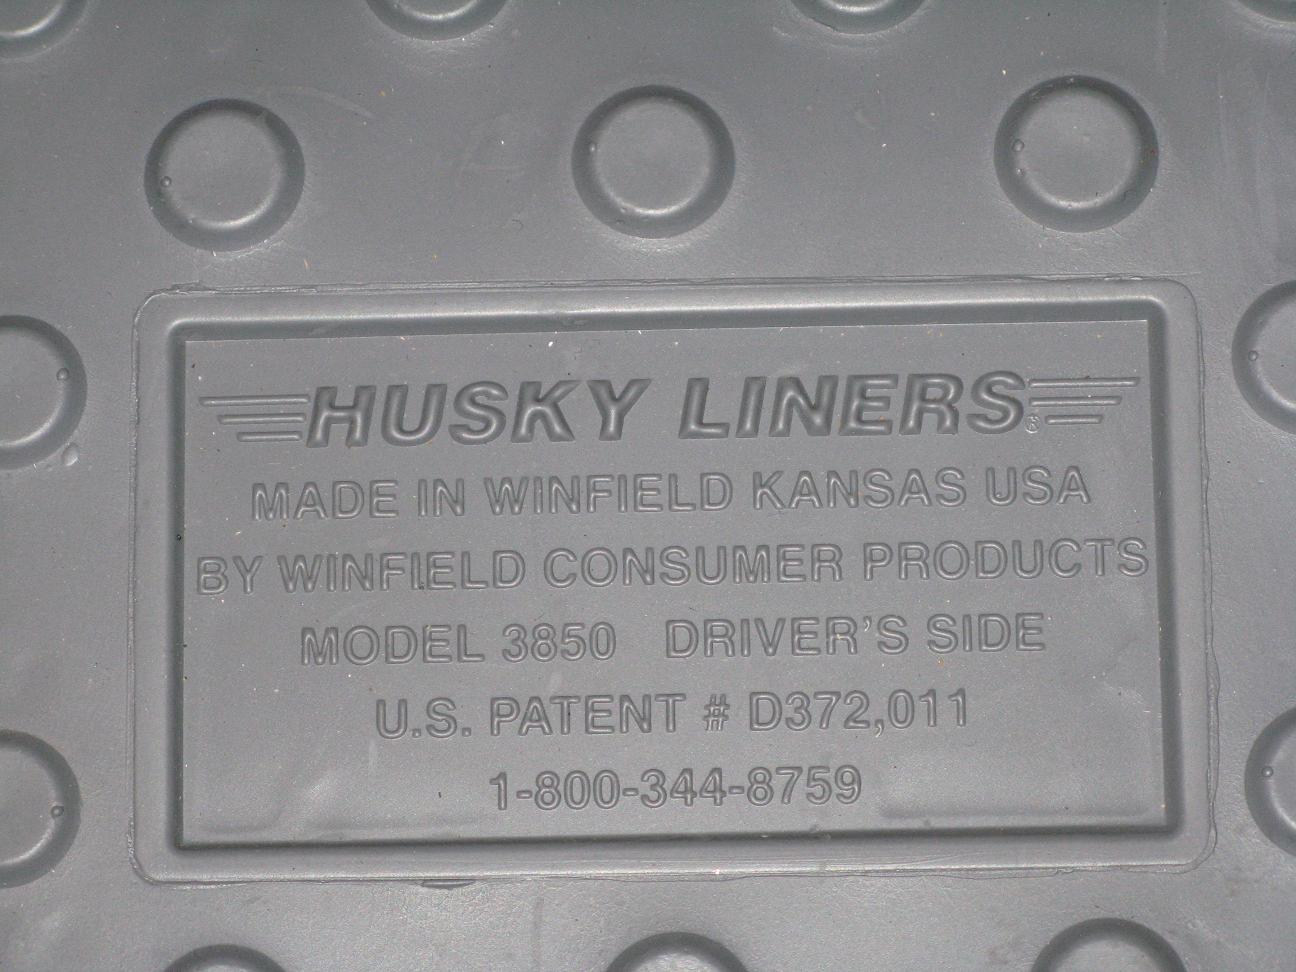 HUSKY LINERS®
MADE IN WINFIELD KANSAS USA
BY WINFIELD CONSUMER PRODUCTS
MODEL 3850 DRIVER'S SIDE
U.S. PATENT # D372,011
1-800-344-8759